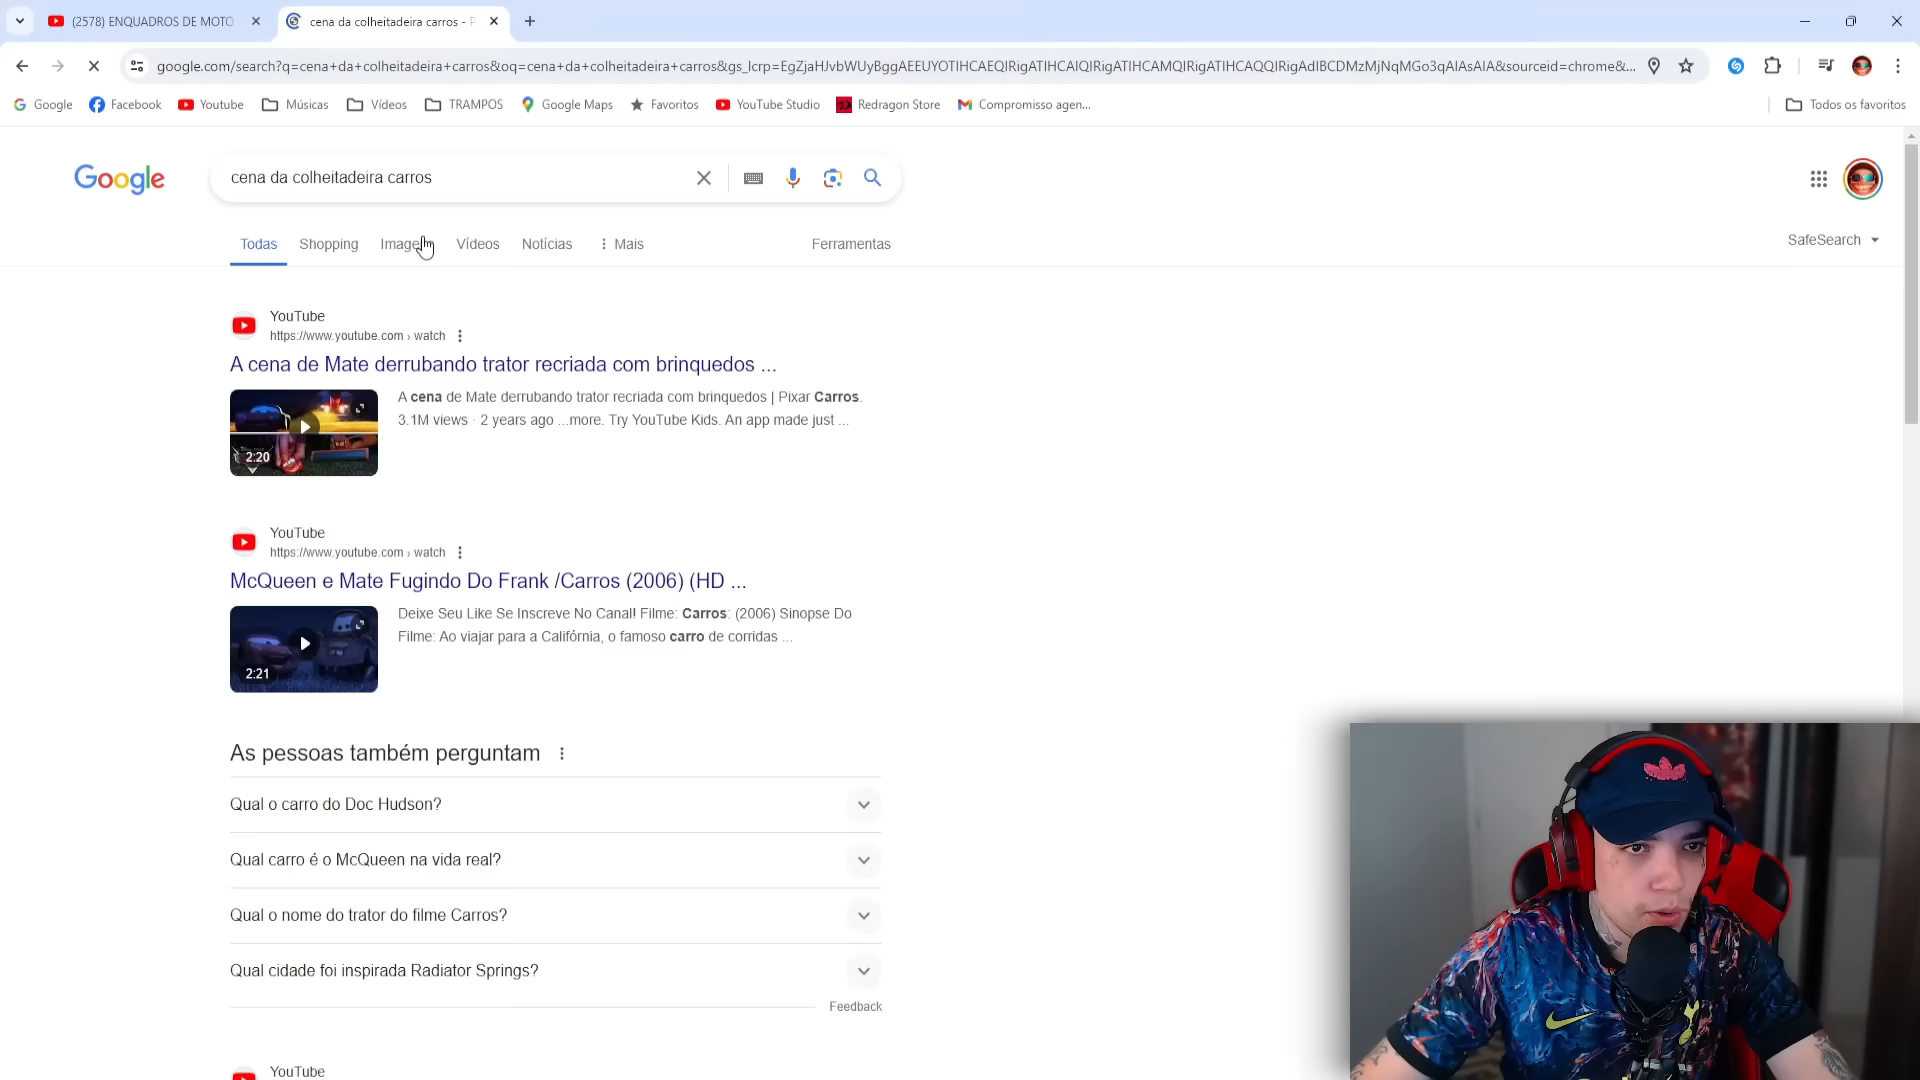 (2578) ENQUADROS DE MOTO
cena da colheitadeira carros - P
google.com/search?q=cena+da+colheitadeira+carros&oq=cena+da+colheitadeira+carros&gs_lcrp=EgZjaHJvbWUyBggAEEUYOTIHCAEQIRigATIHCAIQIRigATIHCAMQIRigATIHCAQQIRigAdIBCDMzMjNqMGo3qAIAsAIA&sourceid=chrome&...
Google
Facebook
Youtube
Músicas
Vídeos
TRAMPOS
Google Maps
Favoritos
YouTube Studio
Redragon Store
Compromisso agen...
Todos os favoritos
Google
cena da colheitadeira carros
Todas
Shopping
Vídeos
Notícias
Mais
Ferramentas
SafeSearch
YouTube
https://www.youtube.com › watch
A cena de Mate derrubando trator recriada com brinquedos ...
A cena de Mate derrubando trator recriada com brinquedos | Pixar Carros.
3.1M views · 2 years ago ...more. Try YouTube Kids. An app made just ...
2:20
YouTube
https://www.youtube.com › watch
McQueen e Mate Fugindo Do Frank /Carros (2006) (HD ...
Deixe Seu Like Se Inscreve No Canal! Filme: Carros: (2006) Sinopse Do
Filme: Ao viajar para a Califórnia, o famoso carro de corridas ...
2:21
As pessoas também perguntam
Qual o carro do Doc Hudson?
Qual carro é o McQueen na vida real?
Qual o nome do trator do filme Carros?
Qual cidade foi inspirada Radiator Springs?
Feedback
YouTube